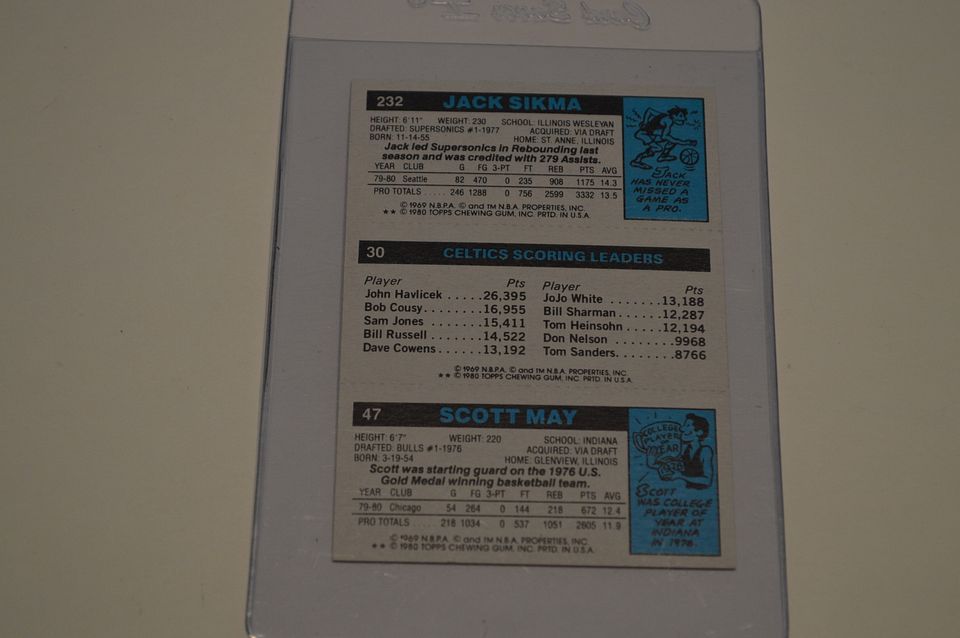 Card Saver
232 JACK SIKMA
HEIGHT: 6'11" WEIGHT: 230 SCHOOL: ILLINOIS WESLEYAN
DRAFTED: SUPERSONICS #1-1977 ACQUIRED: VIA DRAFT
BORN: 11-14-55 HOME: ST. ANNE, ILLINOIS
Jack led Supersonics in Rebounding last
season and was credited with 279 Assists.
YEAR CLUB G FG 3-PT FT REB PTS AVG
79-80 Seattle 82 470 0 235 908 1175 14.3
PRO TOTALS ..... 246 1288 0 756 2599 3332 13.5
© 1969 N.B.P.A. © and TM N.B.A. PROPERTIES, INC.
★★ © 1980 TOPPS CHEWING GUM, INC. PRTD. IN U.S.A.
JACK
HAS NEVER
MISSED A
GAME AS
A PRO.
30 CELTICS SCORING LEADERS
Player Pts Player Pts
John Havlicek .....26,395 JoJo White .......13,188
Bob Cousy........16,955 Bill Sharman.......12,287
Sam Jones ........15,411 Tom Heinsohn .....12,194
Bill Russell ........14,522 Don Nelson .........9968
Dave Cowens......13,192 Tom Sanders........8766
© 1969 N.B.P.A. © and TM N.B.A. PROPERTIES, INC.
★★ © 1980 TOPPS CHEWING GUM, INC. PRTD. IN U.S.A.
47 SCOTT MAY
HEIGHT: 6'7" WEIGHT: 220 SCHOOL: INDIANA
DRAFTED: BULLS #1-1976 ACQUIRED: VIA DRAFT
BORN: 3-19-54 HOME: GLENVIEW, ILLINOIS
Scott was starting guard on the 1976 U.S.
Gold Medal winning basketball team.
YEAR CLUB G FG 3-PT FT REB PTS AVG
79-80 Chicago 54 264 0 144 218 672 12.4
PRO TOTALS ..... 218 1034 0 537 1051 2605 11.9
© 1969 N.B.P.A. © and TM N.B.A. PROPERTIES, INC.
★★ © 1980 TOPPS CHEWING GUM, INC. PRTD. IN U.S.A.
COLLEGE
PLAYER
OF
YEAR
1976
SCOTT
WAS COLLEGE
PLAYER OF
YEAR AT
INDIANA
IN 1976.